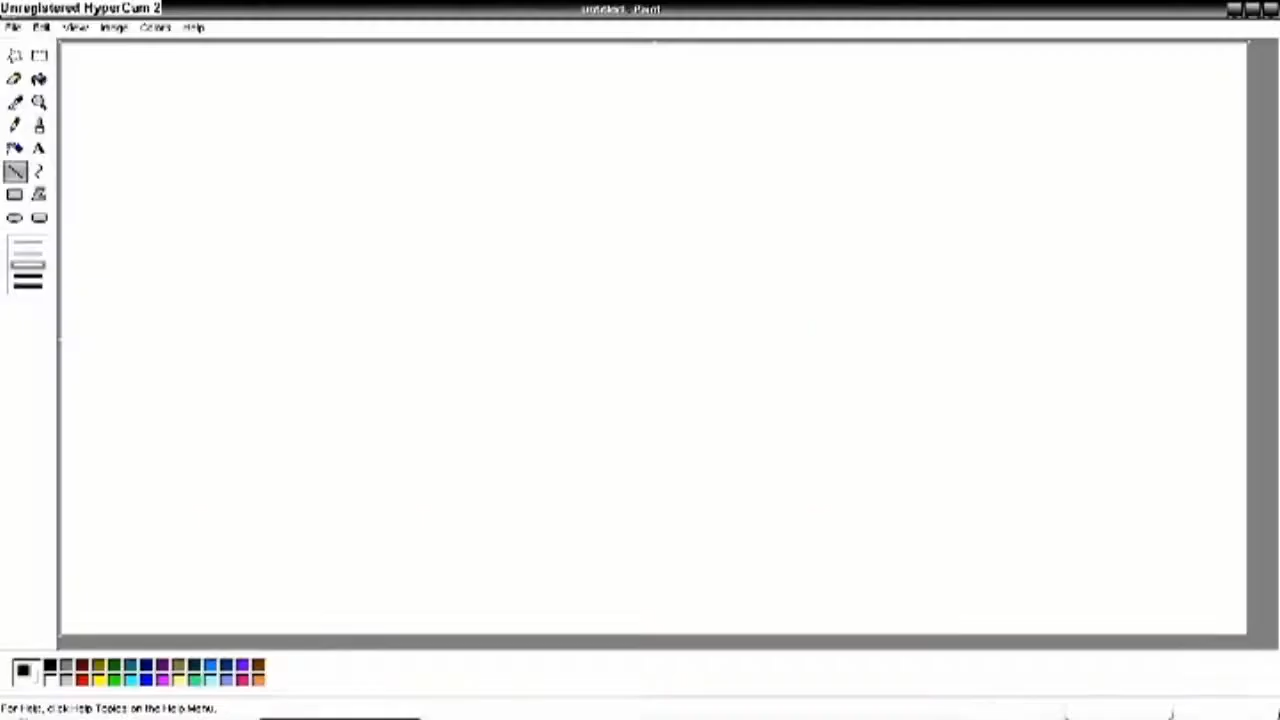 Unregistered HyperCam 2
untitled - Paint
File Edit View Image Colors Help
A
For Help, click Help Topics on the Help Menu.